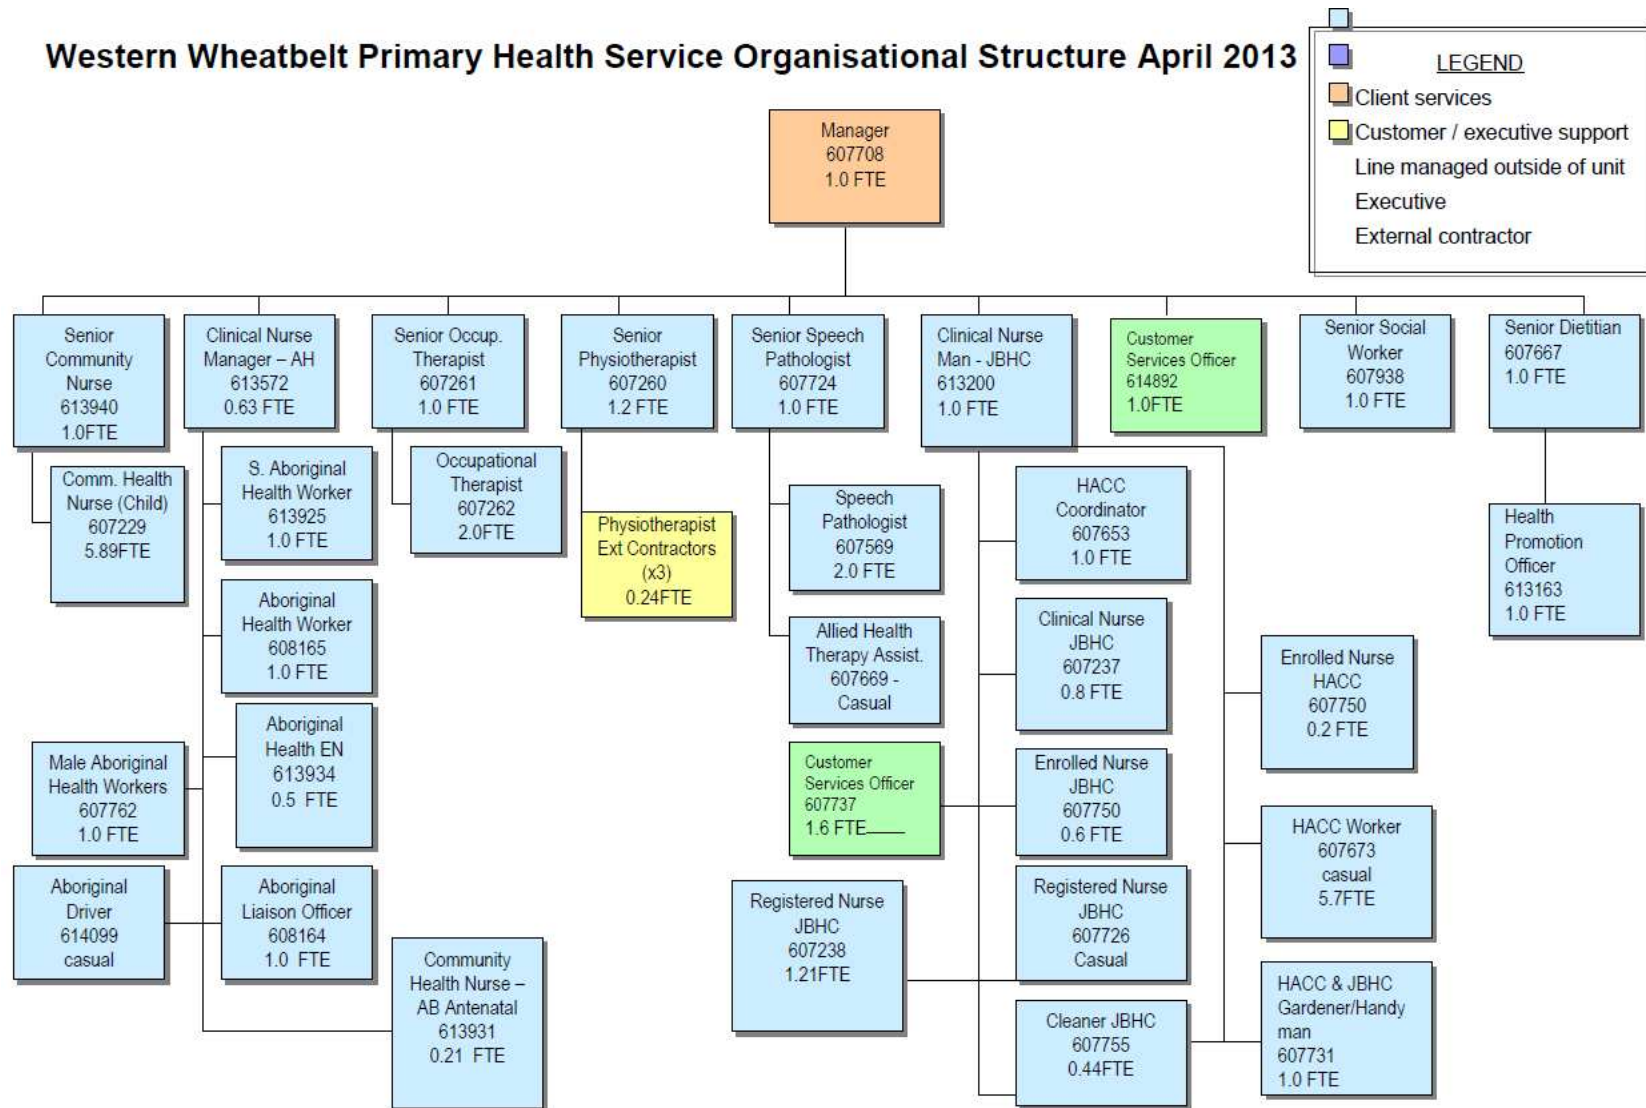 Western Wheatbelt Primary Health Service Organisational Structure April 2013
LEGEND
Client services
Customer / executive support
Line managed outside of unit
Executive
External contractor
Manager
607708
1.0 FTE
Senior
Community
Nurse
613940
1.0FTE
Clinical Nurse
Manager – AH
613572
0.63 FTE
Senior Occup.
Therapist
607261
1.0 FTE
Senior
Physiotherapist
607260
1.2 FTE
Senior Speech
Pathologist
607724
1.0 FTE
Clinical Nurse
Man - JBHC
613200
1.0 FTE
Customer
Services Officer
614892
1.0FTE
Senior Social
Worker
607938
1.0 FTE
Senior Dietitian
607667
1.0 FTE
Comm. Health
Nurse (Child)
607229
5.89FTE
S. Aboriginal
Health Worker
613925
1.0 FTE
Occupational
Therapist
607262
2.0FTE
Physiotherapist
Ext Contractors
(x3)
0.24FTE
Speech
Pathologist
607569
2.0 FTE
HACC
Coordinator
607653
1.0 FTE
Health
Promotion
Officer
613163
1.0 FTE
Aboriginal
Health Worker
608165
1.0 FTE
Allied Health
Therapy Assist.
607669 -
Casual
Clinical Nurse
JBHC
607237
0.8 FTE
Enrolled Nurse
HACC
607750
0.2 FTE
Male Aboriginal
Health Workers
607762
1.0 FTE
Aboriginal
Health EN
613934
0.5 FTE
Customer
Services Officer
607737
1.6 FTE
Enrolled Nurse
JBHC
607750
0.6 FTE
HACC Worker
607673
casual
5.7FTE
Aboriginal
Driver
614099
casual
Aboriginal
Liaison Officer
608164
1.0 FTE
Community
Health Nurse –
AB Antenatal
613931
0.21 FTE
Registered Nurse
JBHC
607238
1.21FTE
Registered Nurse
JBHC
607726
Casual
Cleaner JBHC
607755
0.44FTE
HACC & JBHC
Gardener/Handy
man
607731
1.0 FTE